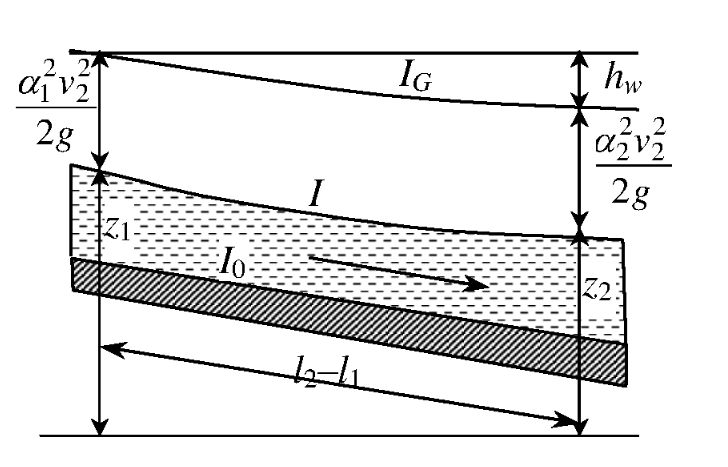 α₁²v₂²/2g
I_G
h_w
α₂²v₂²/2g
I
z₁
I₀
z₂
l₂–l₁